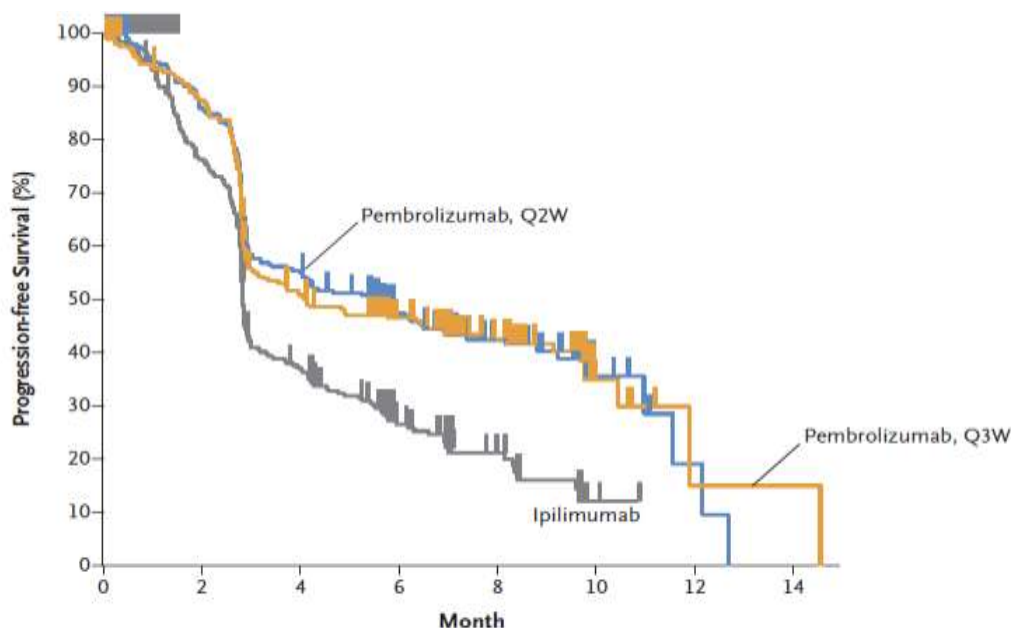 Progression-free Survival (%)
100
90
80
70
60
50
40
30
20
10
0
Pembrolizumab, Q2W
Pembrolizumab, Q3W
Ipilimumab
0 2 4 6 8 10 12 14
Month